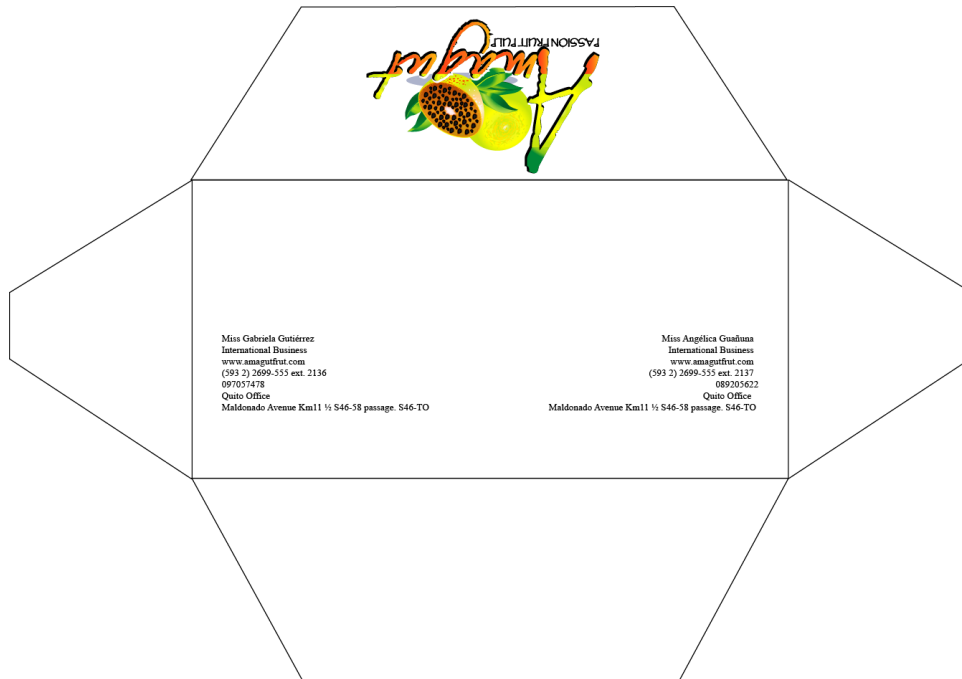 PASSION FRUIT PULP
Amagut
Miss Gabriela Gutiérrez
International Business
www.amagutfrut.com
(593 2) 2699-555 ext. 2136
097057478
Quito Office
Maldonado Avenue Km11 ½ S46-58 passage. S46-TO
Miss Angélica Guañuna
International Business
www.amagutfrut.com
(593 2) 2699-555 ext. 2137
089205622
Quito Office
Maldonado Avenue Km11 ½ S46-58 passage. S46-TO